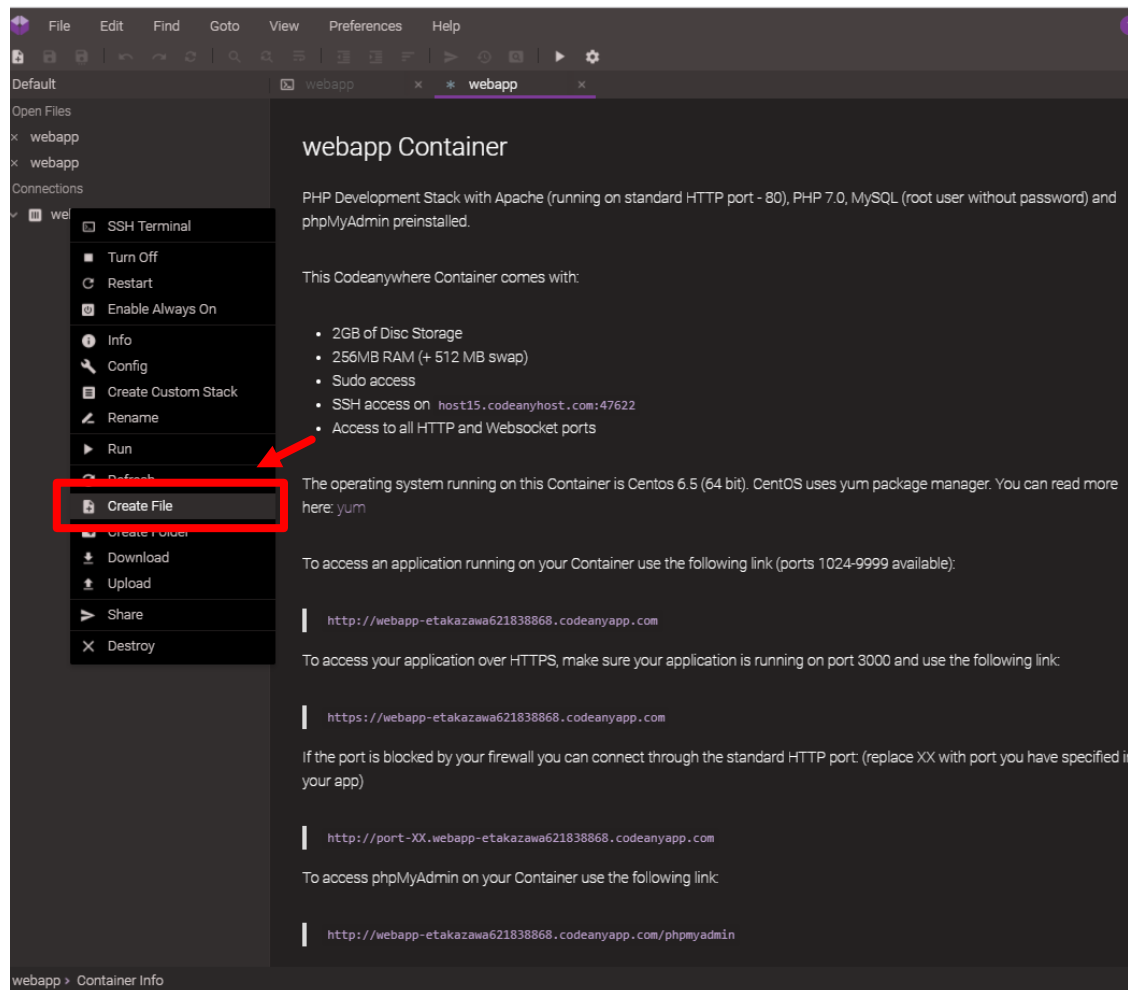 File Edit Find Goto View Preferences Help
Default
webapp × * webapp ×
Open Files
× webapp
× webapp
Connections
SSH Terminal
Turn Off
Restart
Enable Always On
Info
Config
Create Custom Stack
Rename
Run
Refresh
Create File
Create Folder
Download
Upload
Share
Destroy
webapp Container
PHP Development Stack with Apache (running on standard HTTP port - 80), PHP 7.0, MySQL (root user without password) and
phpMyAdmin preinstalled.
This Codeanywhere Container comes with:
• 2GB of Disc Storage
• 256MB RAM (+ 512 MB swap)
• Sudo access
• SSH access on host15.codeanyhost.com:47622
• Access to all HTTP and Websocket ports
The operating system running on this Container is Centos 6.5 (64 bit). CentOS uses yum package manager. You can read more
here: yum
To access an application running on your Container use the following link (ports 1024-9999 available):
http://webapp-etakazawa621838868.codeanyapp.com
To access your application over HTTPS, make sure your application is running on port 3000 and use the following link:
https://webapp-etakazawa621838868.codeanyapp.com
If the port is blocked by your firewall you can connect through the standard HTTP port: (replace XX with port you have specified in
your app)
http://port-XX.webapp-etakazawa621838868.codeanyapp.com
To access phpMyAdmin on your Container use the following link:
http://webapp-etakazawa621838868.codeanyapp.com/phpmyadmin
webapp > Container Info